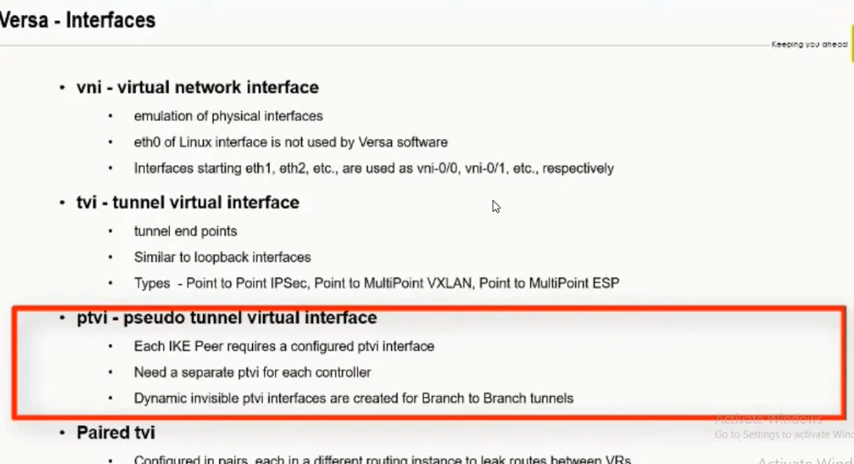 Versa - Interfaces
Keeping you ahead
• vni - virtual network interface
• emulation of physical interfaces
• eth0 of Linux interface is not used by Versa software
• Interfaces starting eth1, eth2, etc., are used as vni-0/0, vni-0/1, etc., respectively
• tvi - tunnel virtual interface
• tunnel end points
• Similar to loopback interfaces
• Types - Point to Point IPSec, Point to MultiPoint VXLAN, Point to MultiPoint ESP
• ptvi - pseudo tunnel virtual interface
• Each IKE Peer requires a configured ptvi interface
• Need a separate ptvi for each controller
• Dynamic invisible ptvi interfaces are created for Branch to Branch tunnels
Activate Windows
Go to Settings to activate Wind
• Paired tvi
• Configured in pairs, each in a different routing instance to leak routes between VRs
Activate Wind